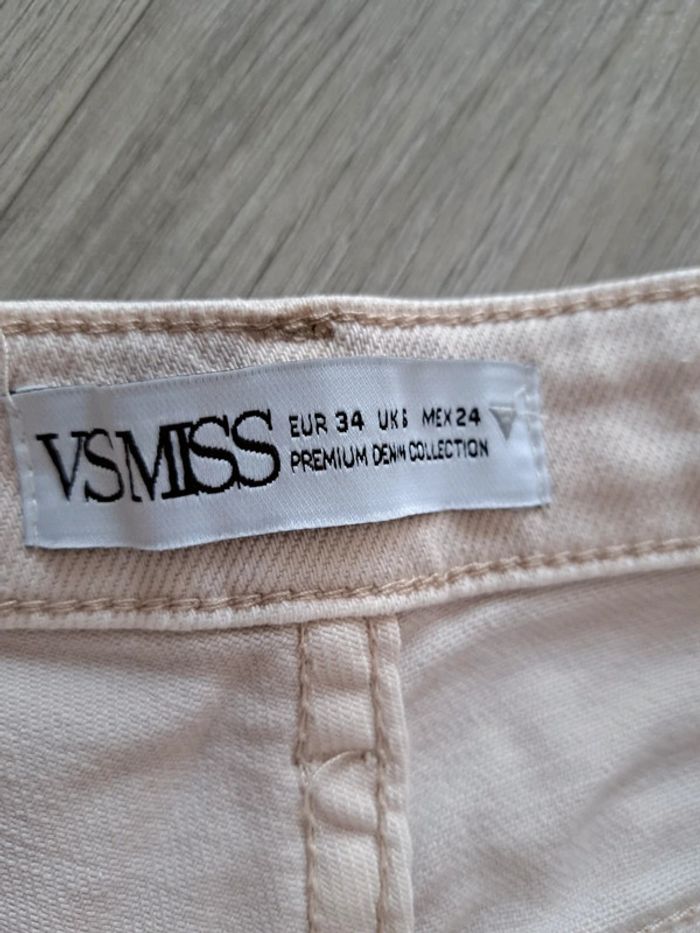 VSMISS
EUR 34 UK 6 MEX 24
PREMIUM DENIM COLLECTION